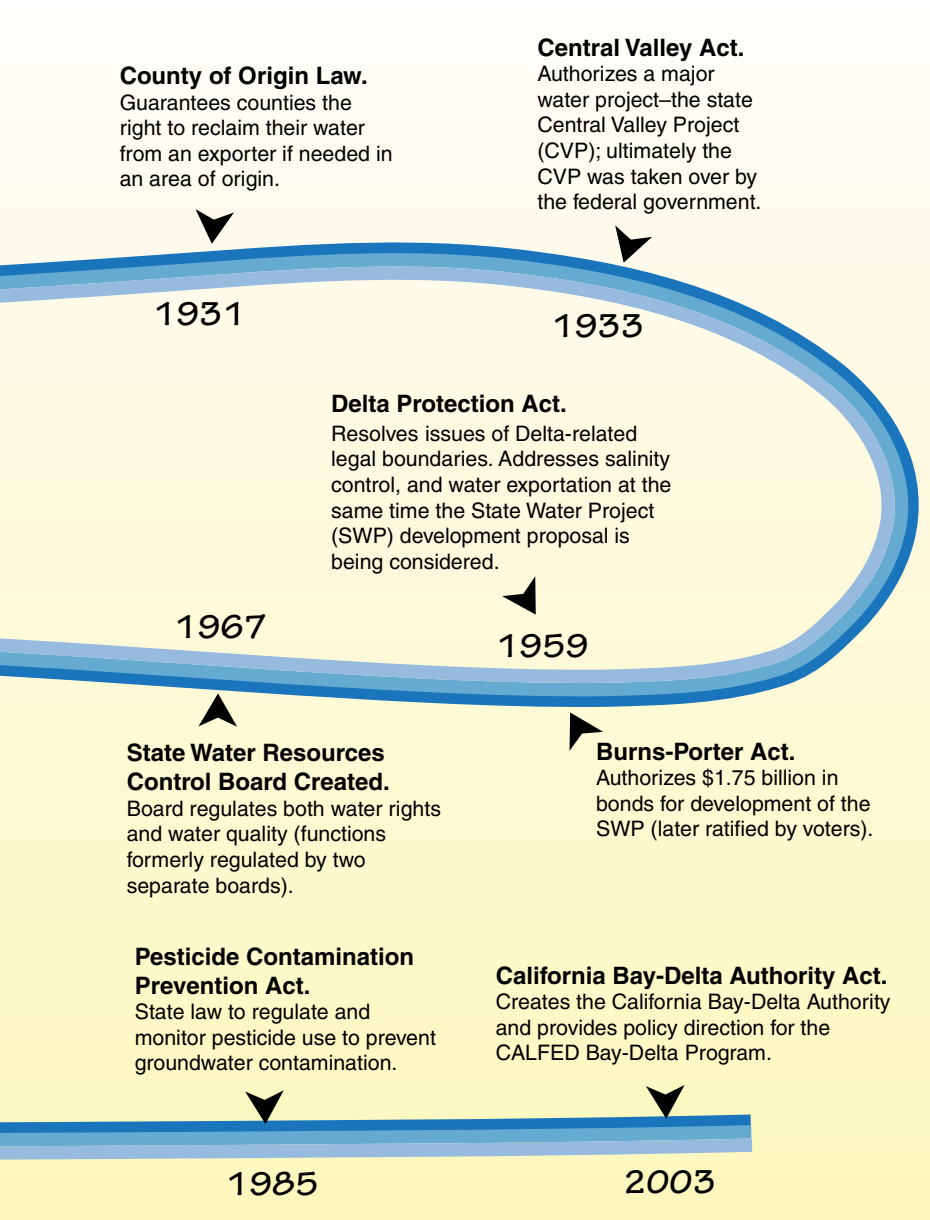 County of Origin Law.
Guarantees counties the
right to reclaim their water
from an exporter if needed in
an area of origin.
1931
Central Valley Act.
Authorizes a major
water project–the state
Central Valley Project
(CVP); ultimately the
CVP was taken over by
the federal government.
1933
Delta Protection Act.
Resolves issues of Delta-related
legal boundaries. Addresses salinity
control, and water exportation at the
same time the State Water Project
(SWP) development proposal is
being considered.
1959
Burns-Porter Act.
Authorizes $1.75 billion in
bonds for development of the
SWP (later ratified by voters).
1967
State Water Resources
Control Board Created.
Board regulates both water rights
and water quality (functions
formerly regulated by two
separate boards).
Pesticide Contamination
Prevention Act.
State law to regulate and
monitor pesticide use to prevent
groundwater contamination.
1985
California Bay-Delta Authority Act.
Creates the California Bay-Delta Authority
and provides policy direction for the
CALFED Bay-Delta Program.
2003